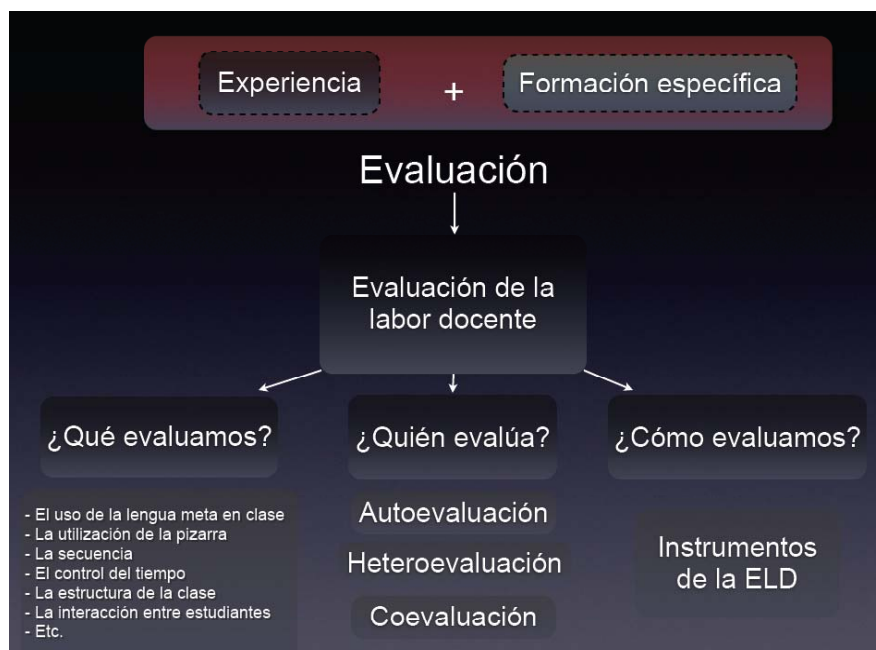 Experiencia + Formación específica
Evaluación
Evaluación de la
labor docente
¿Qué evaluamos?
- El uso de la lengua meta en clase
- La utilización de la pizarra
- La secuencia
- El control del tiempo
- La estructura de la clase
- La interacción entre estudiantes
- Etc.
¿Quién evalúa?
Autoevaluación
Heteroevaluación
Coevaluación
¿Cómo evaluamos?
Instrumentos
de la ELD